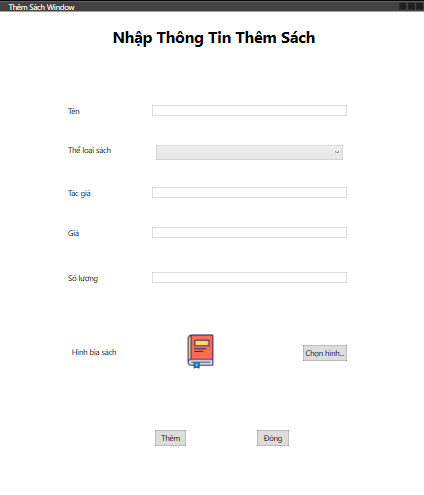 Thêm Sách Window
Nhập Thông Tin Thêm Sách
Tên
Thể loại sách
Tác giả
Giá
Số lượng
Hình bìa sách
Chọn hình...
Thêm
Đóng